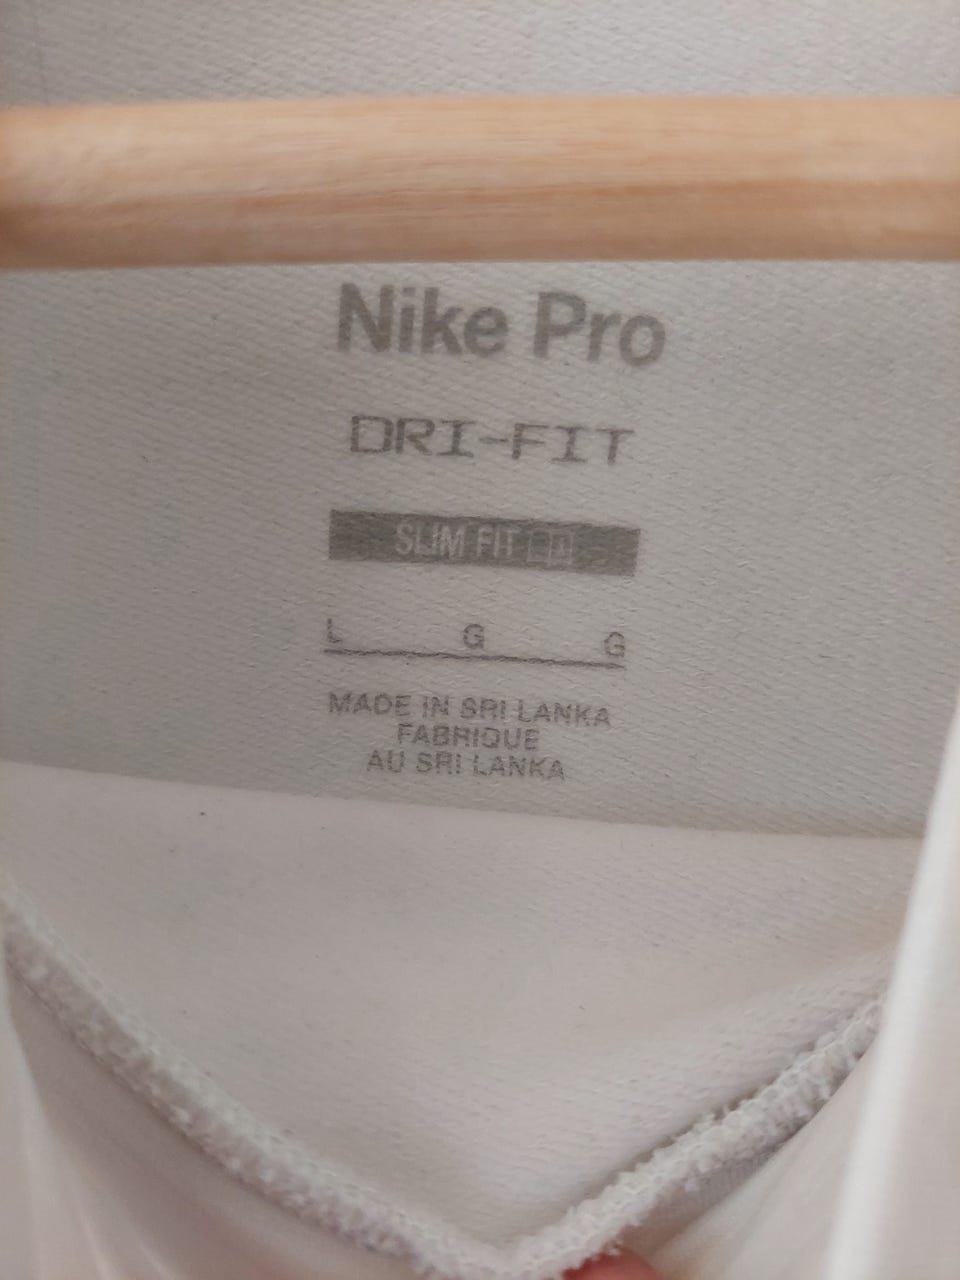 Nike Pro
DRI-FIT
SLIM FIT
L G G
MADE IN SRI LANKA
FABRIQUE
AU SRI LANKA